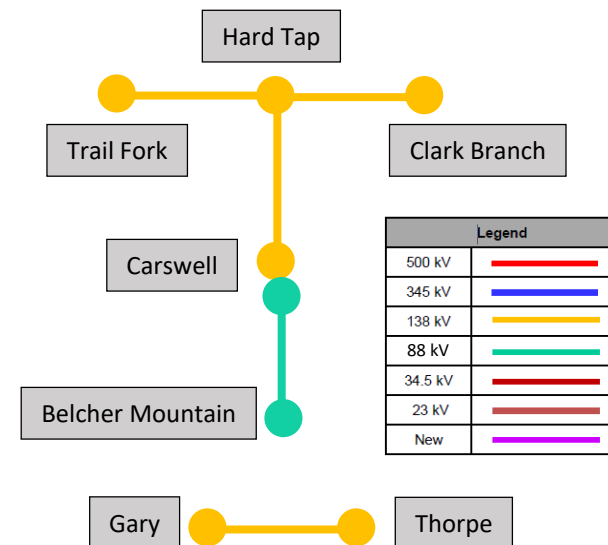 Hard Tap
Trail Fork
Clark Branch
Carswell
Legend
500 kV
345 kV
138 kV
88 kV
34.5 kV
23 kV
New
Belcher Mountain
Gary
Thorpe